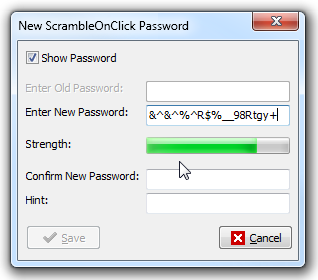 New ScrambleOnClick Password
Show Password
Enter Old Password:
Enter New Password: &^&^%^R$%__98Rtgy+
Strength:
Confirm New Password:
Hint:
Save Cancel